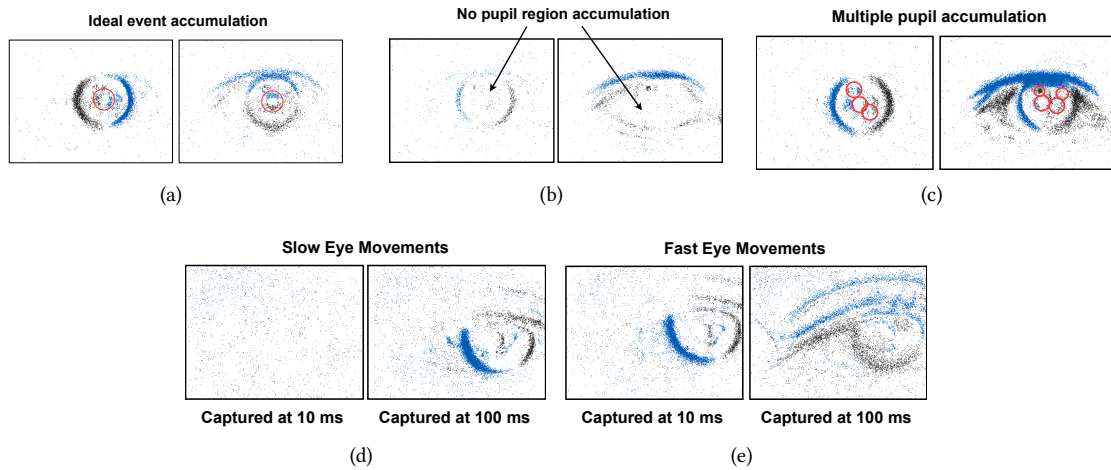 Ideal event accumulation
No pupil region accumulation
Multiple pupil accumulation
(a)
(b)
(c)
Slow Eye Movements
Fast Eye Movements
Captured at 10 ms
Captured at 100 ms
Captured at 10 ms
Captured at 100 ms
(d)
(e)